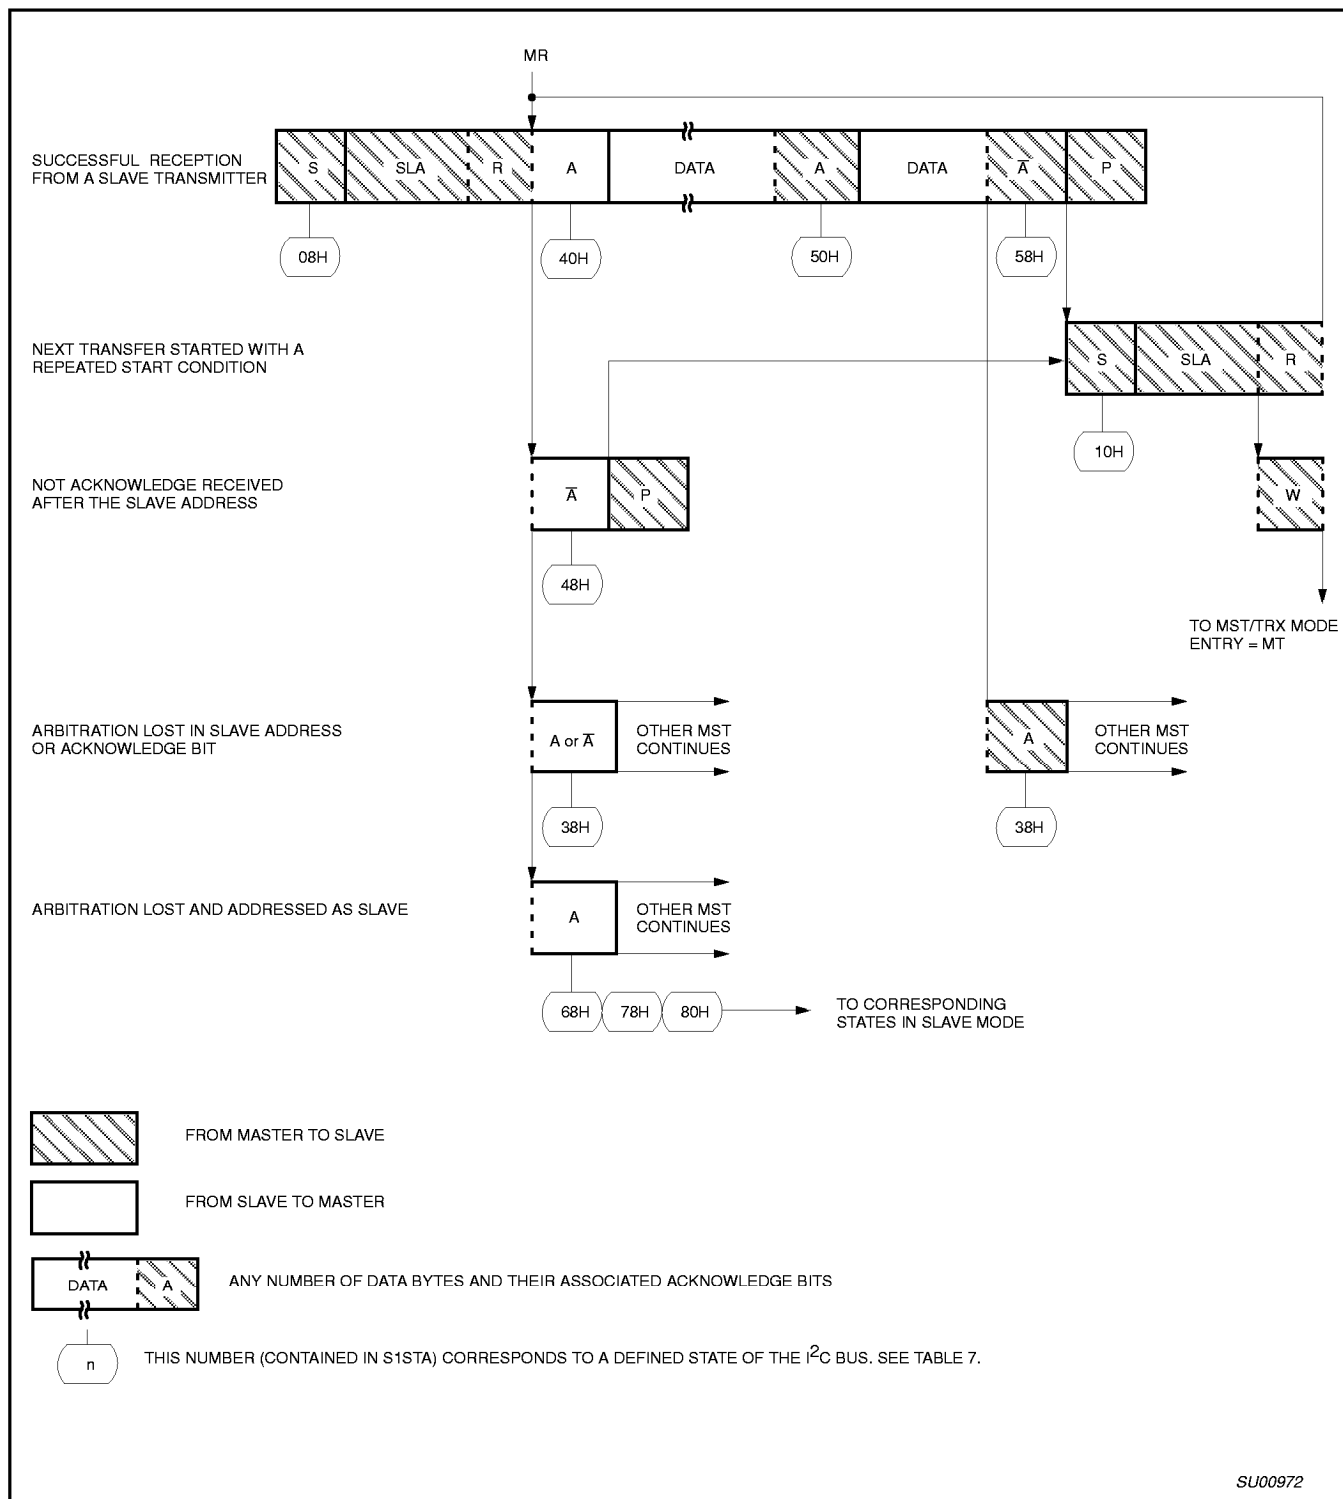 MR
SUCCESSFUL RECEPTION
FROM A SLAVE TRANSMITTER
S SLA R A DATA A DATA A̅ P
08H 40H 50H 58H
NEXT TRANSFER STARTED WITH A
REPEATED START CONDITION
S SLA R
10H
NOT ACKNOWLEDGE RECEIVED
AFTER THE SLAVE ADDRESS
A̅ P W
48H
TO MST/TRX MODE
ENTRY = MT
ARBITRATION LOST IN SLAVE ADDRESS
OR ACKNOWLEDGE BIT
A or A̅
OTHER MST
CONTINUES
A
OTHER MST
CONTINUES
38H 38H
ARBITRATION LOST AND ADDRESSED AS SLAVE
A
OTHER MST
CONTINUES
68H 78H 80H
TO CORRESPONDING
STATES IN SLAVE MODE
FROM MASTER TO SLAVE
FROM SLAVE TO MASTER
DATA A
ANY NUMBER OF DATA BYTES AND THEIR ASSOCIATED ACKNOWLEDGE BITS
n
THIS NUMBER (CONTAINED IN S1STA) CORRESPONDS TO A DEFINED STATE OF THE I²C BUS. SEE TABLE 7.
SU00972